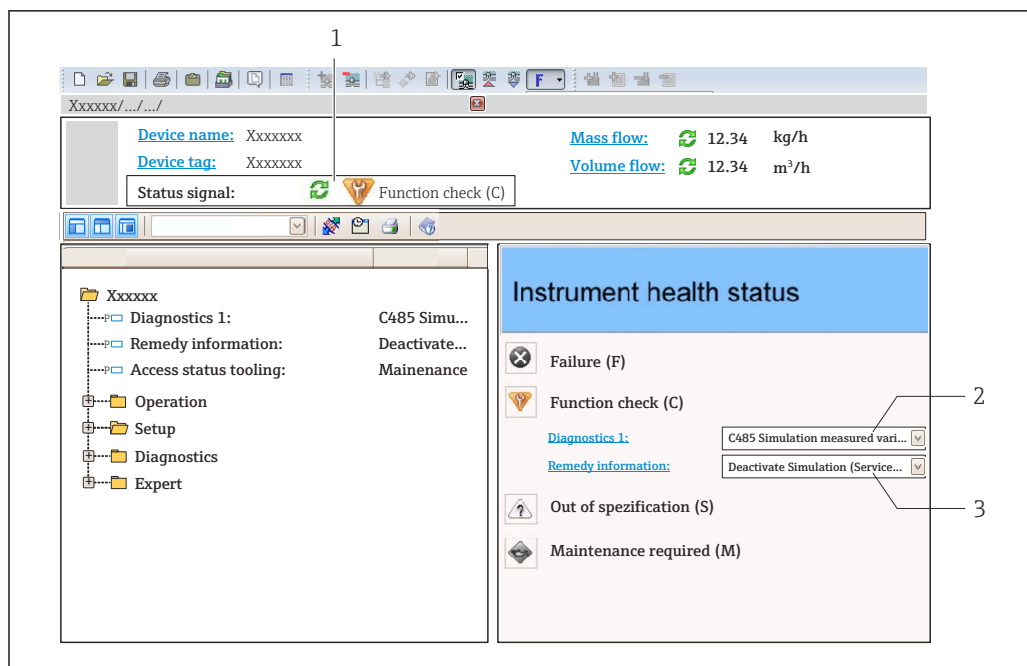 1
F
Xxxxxx/.../.../
Device name: Xxxxxxx Mass flow: 12.34 kg/h
Device tag: Xxxxxxx Volume flow: 12.34 m³/h
Status signal: Function check (C)
Xxxxxx
Diagnostics 1: C485 Simu...
Remedy information: Deactivate...
Access status tooling: Mainenance
Operation
Setup
Diagnostics
Expert
Instrument health status
Failure (F)
Function check (C)
2
Diagnostics 1: C485 Simulation measured vari...
Remedy information: Deactivate Simulation (Service...
Out of spezification (S)
3
Maintenance required (M)